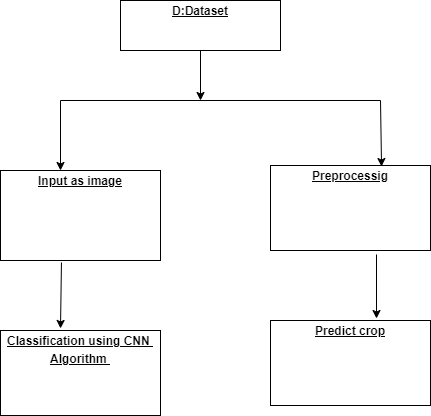 D:Dataset
Input as image
Preprocessig
Classification using CNN
Algorithm
Predict crop